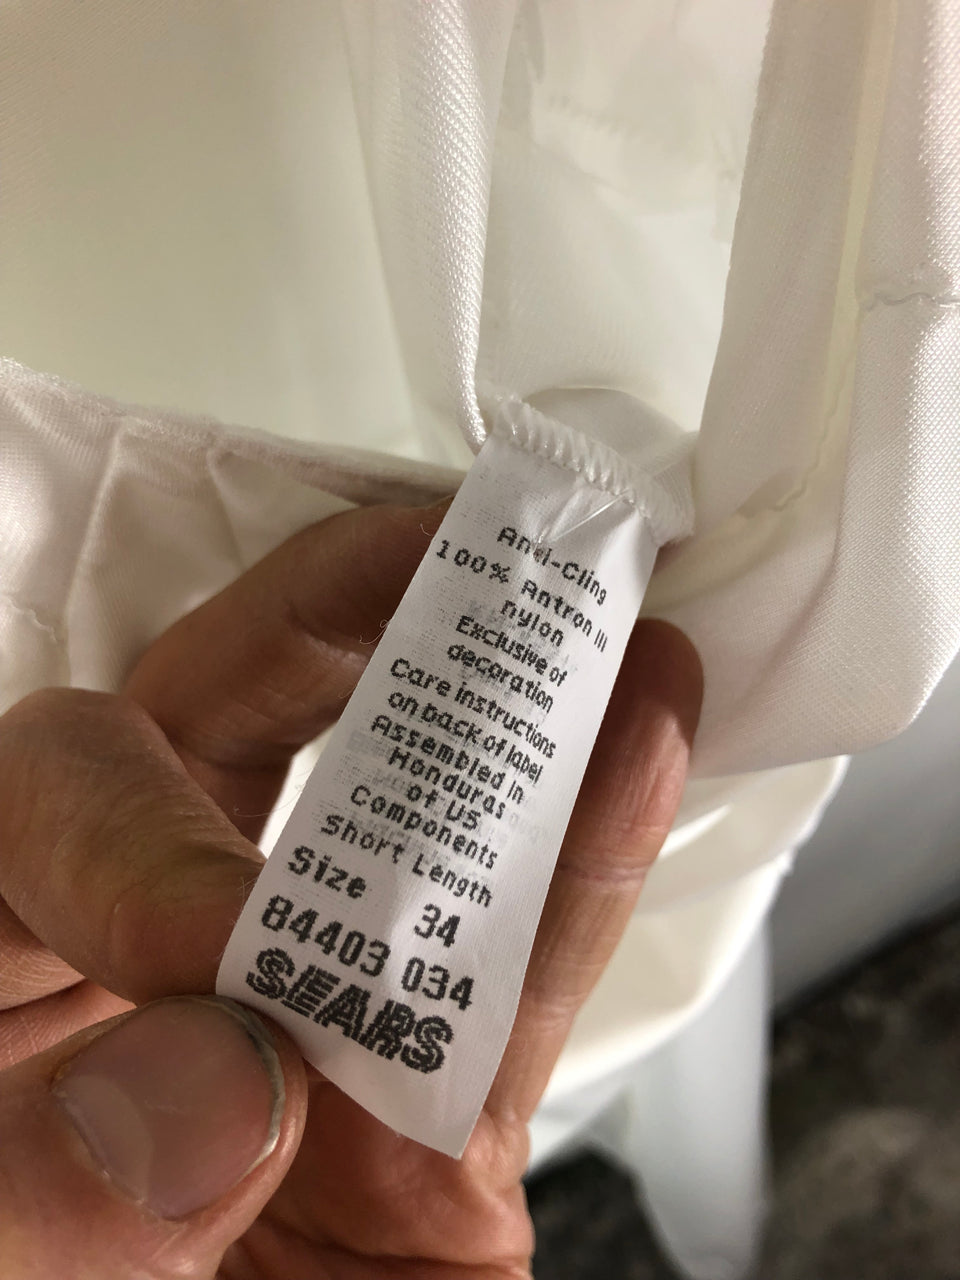 Anti-Cling
100% Antron III
nylon
Exclusive of
decoration
Care instructions
on back of label
Assembled in
Honduras
of US
Components
Short Length
Size 34
84403 034
SEARS